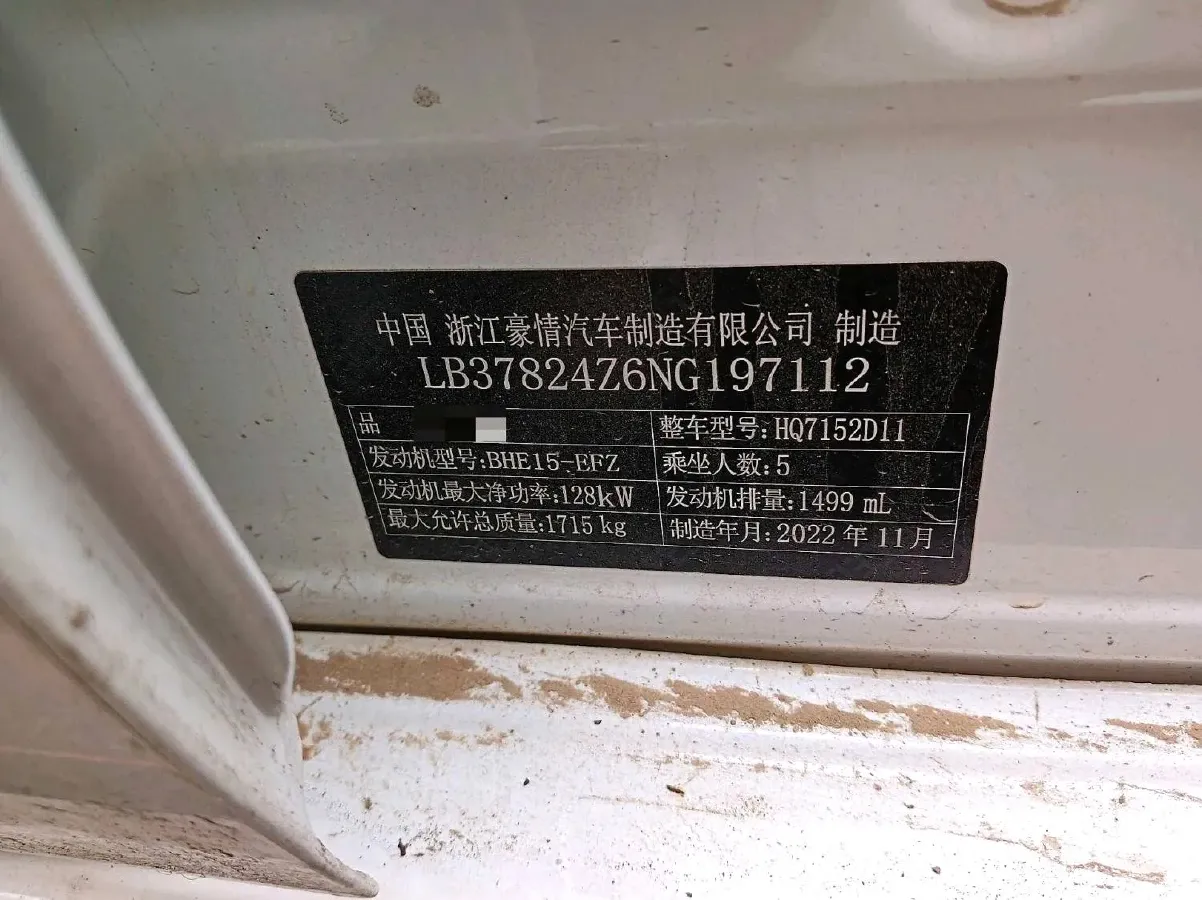 中国 浙江豪情汽车制造有限公司 制造
LB37824Z6NG197112
品
整车型号:HQ7152D11
发动机型号:BHE15-EFZ
乘坐人数:5
发动机最大净功率:128kW
发动机排量:1499 mL
最大允许总质量:1715 kg
制造年月:2022 年 11 月